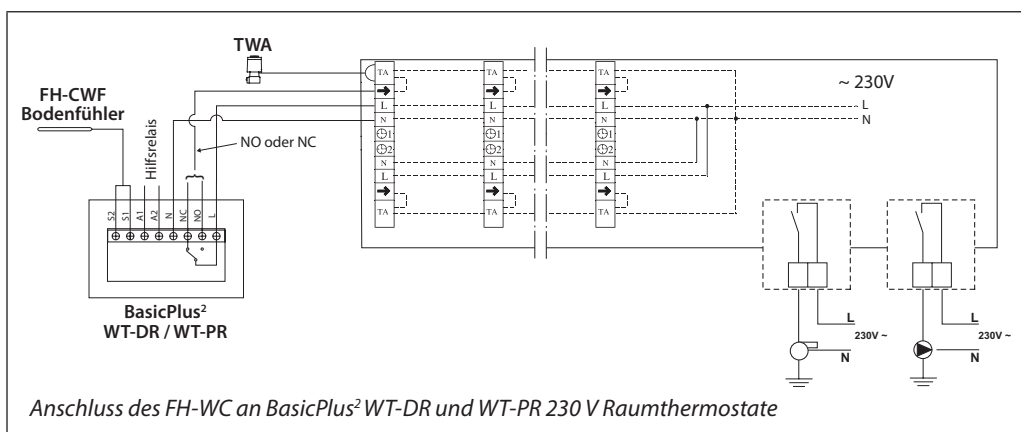 TWA
FH-CWF
Bodenfühler
Hilfsrelais
NO oder NC
S2 S1 A1 A2 N NC NO L
BasicPlus²
WT-DR / WT-PR
TA TA TA
L L L
N N N
1 1
2 2 2
N N N
L L L
TA TA TA
~ 230V
L
N
L
230V ~
N
L
230V ~
N
Anschluss des FH-WC an BasicPlus² WT-DR und WT-PR 230 V Raumthermostate